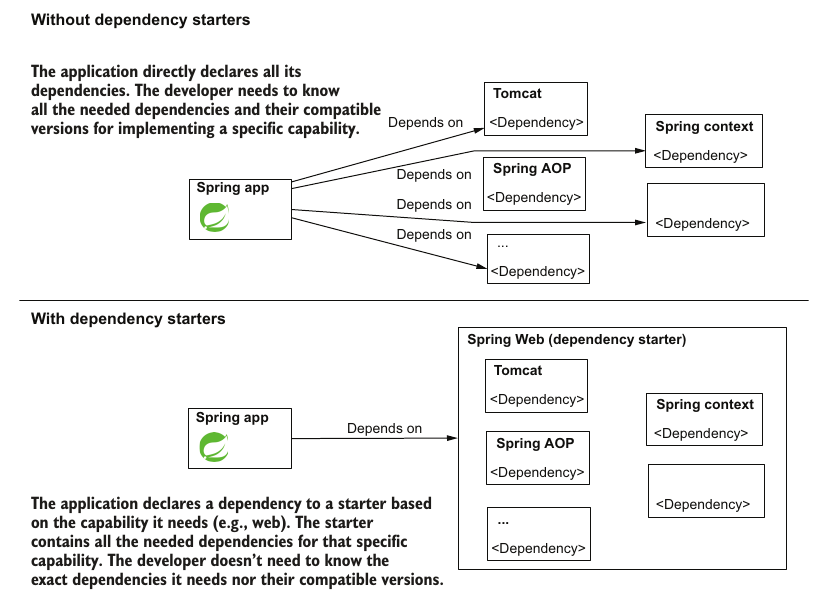 Without dependency starters
The application directly declares all its
dependencies. The developer needs to know
all the needed dependencies and their compatible
versions for implementing a specific capability.
Depends on
Tomcat
<Dependency>
Spring context
<Dependency>
Depends on
Spring AOP
<Dependency>
Spring app
Depends on
<Dependency>
Depends on
...
<Dependency>
With dependency starters
Spring Web (dependency starter)
Tomcat
<Dependency>
Spring context
<Dependency>
Spring app
Depends on
Spring AOP
<Dependency>
<Dependency>
...
<Dependency>
The application declares a dependency to a starter based
on the capability it needs (e.g., web). The starter
contains all the needed dependencies for that specific
capability. The developer doesn’t need to know the
exact dependencies it needs nor their compatible versions.